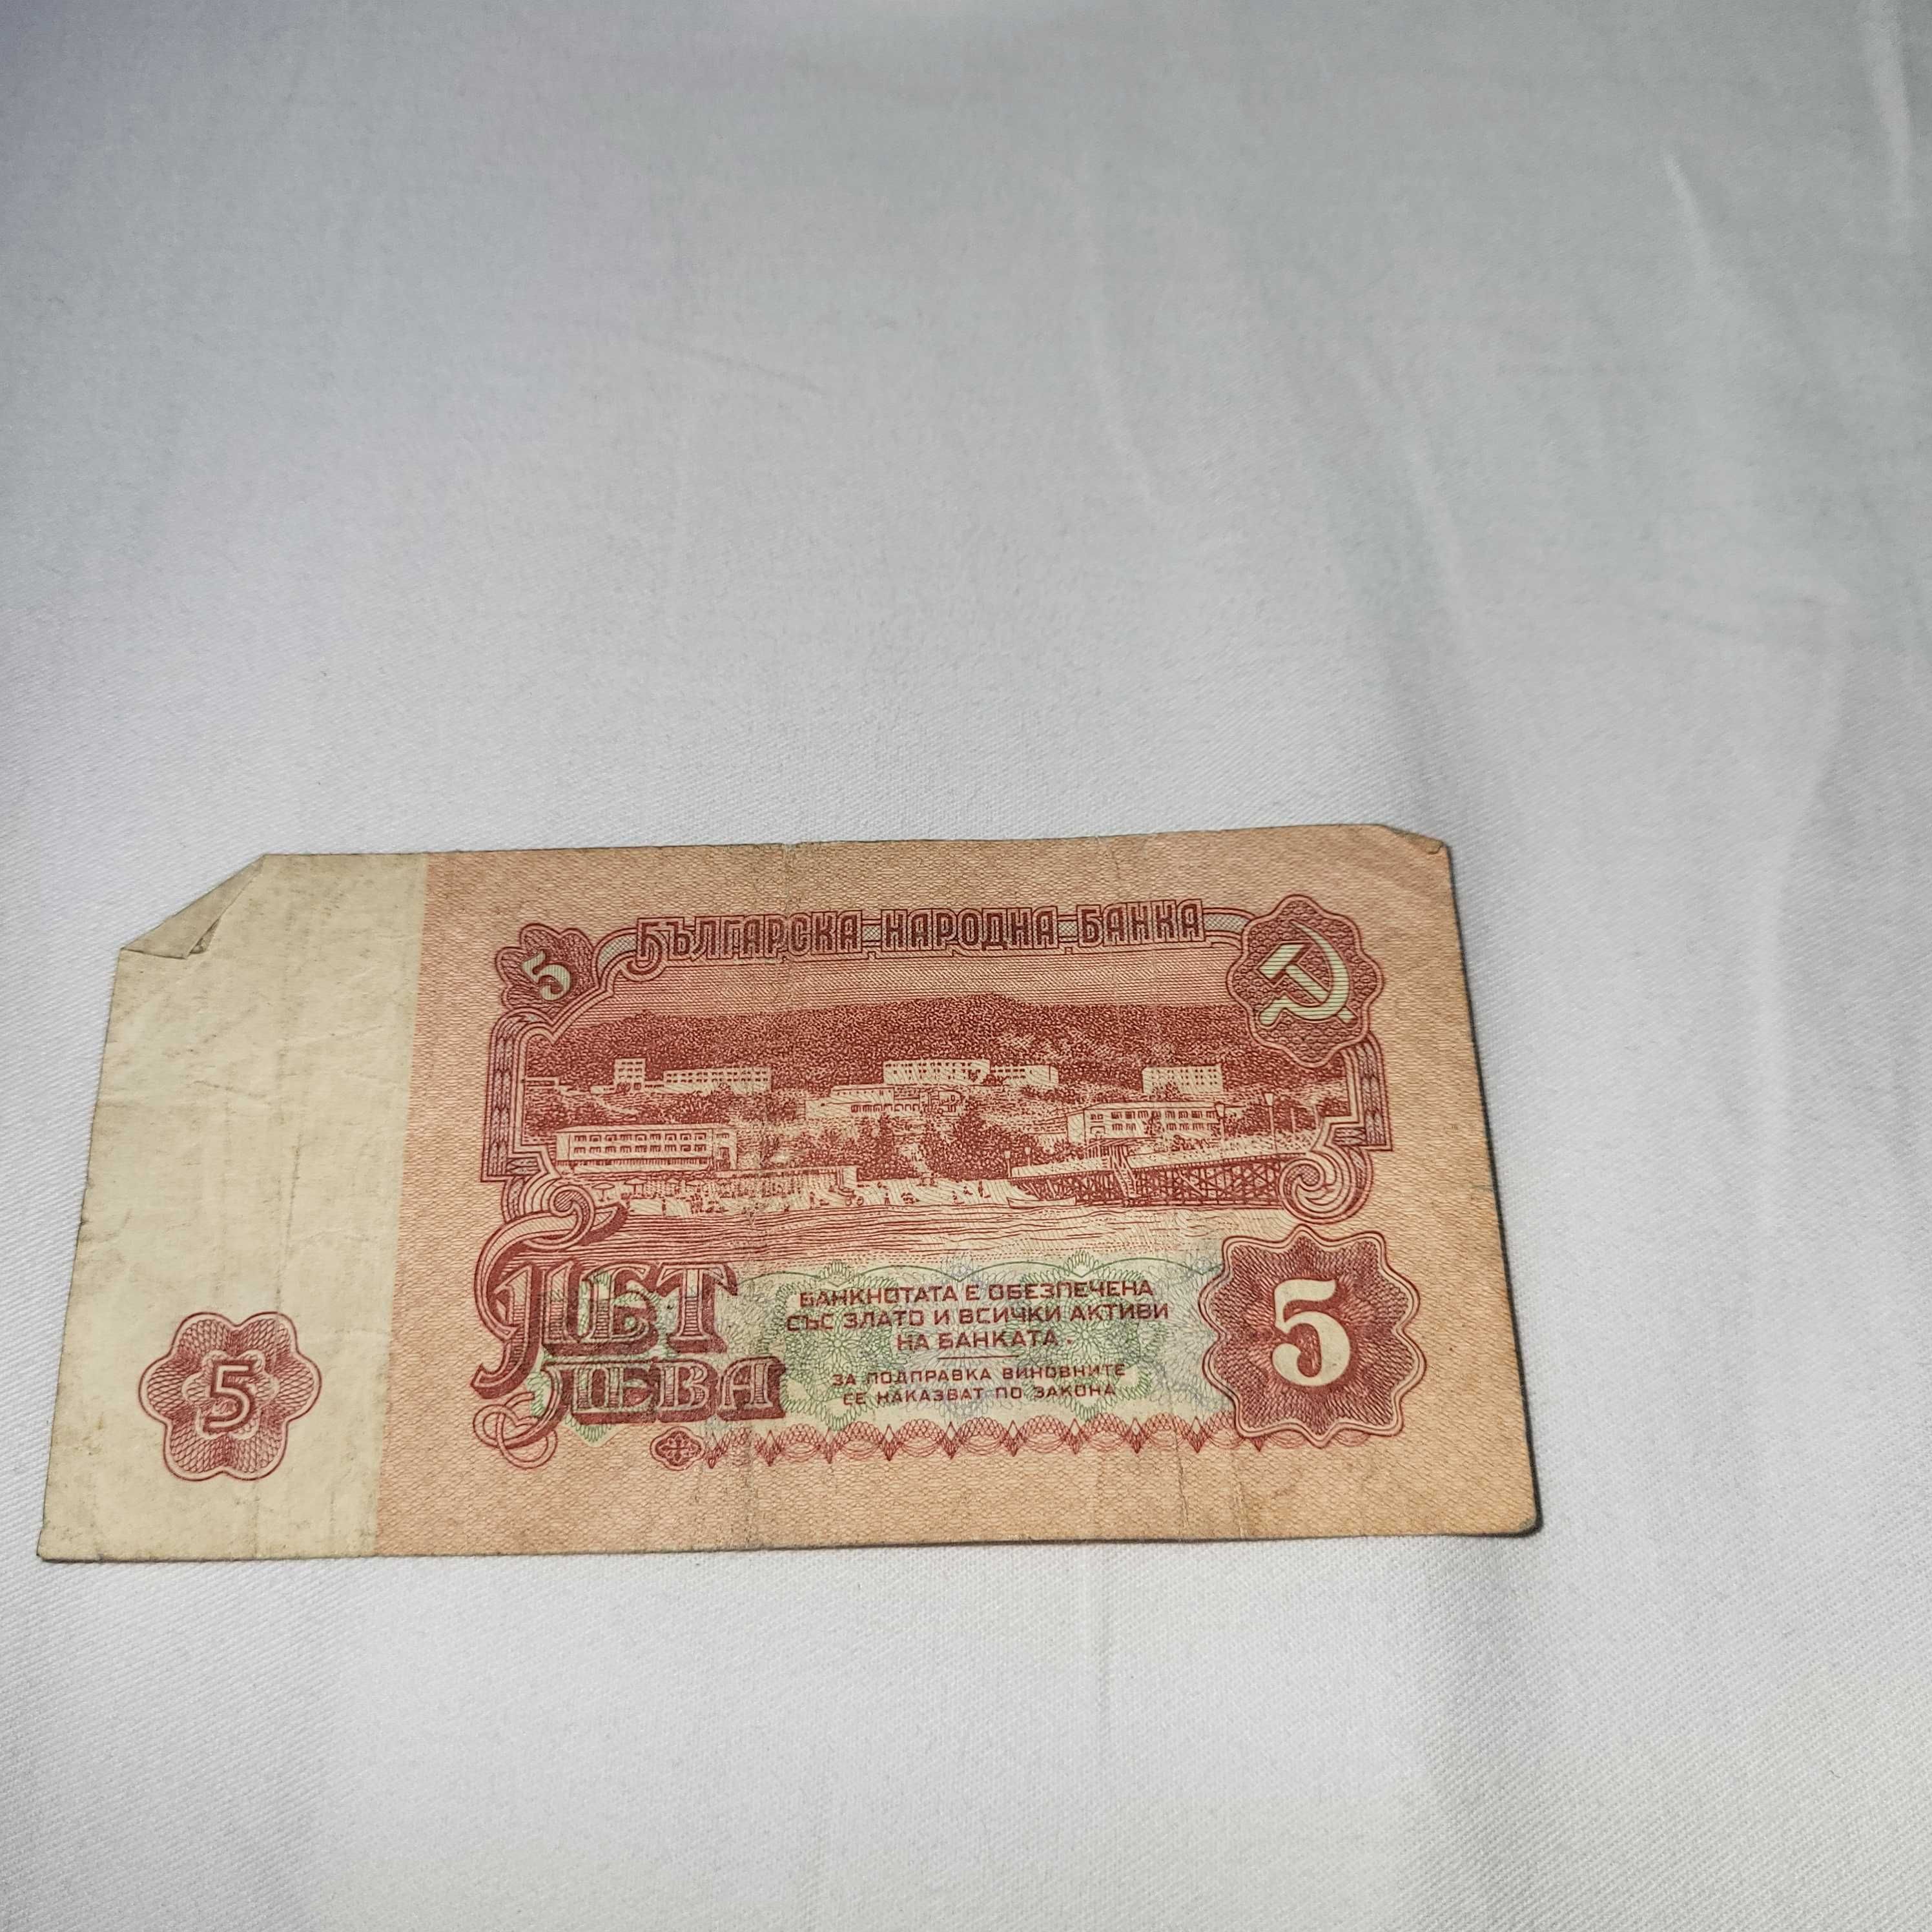 5 БЪЛГАРСКА НАРОДНА БАНКА
ПЕТ
ЛЕВА
БАНКНОТАТА Е ОБЕЗПЕЧЕНА
СЪС ЗЛАТО И ВСИЧКИ АКТИВИ
НА БАНКАТА.
ЗА ПОДПРАВКА ВИНОВНИТЕ
СЕ НАКАЗВАТ ПО ЗАКОНА
5
5